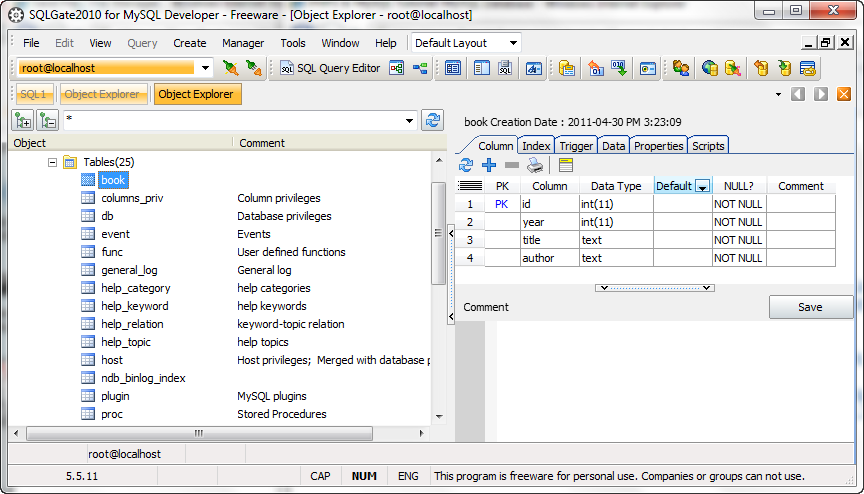 SQLGate2010 for MySQL Developer - Freeware - [Object Explorer - root@localhost]
File Edit View Query Create Manager Tools Window Help Default Layout
root@localhost SQL Query Editor
SQL1 Object Explorer Object Explorer
*
Object Comment
Tables(25)
book
columns_priv Column privileges
db Database privileges
event Events
func User defined functions
general_log General log
help_category help categories
help_keyword help keywords
help_relation keyword-topic relation
help_topic help topics
host Host privileges; Merged with database p
ndb_binlog_index
plugin MySQL plugins
proc Stored Procedures
book Creation Date : 2011-04-30 PM 3:23:09
Column Index Trigger Data Properties Scripts
PK Column Data Type Default NULL? Comment
1 PK id int(11) NOT NULL
2 year int(11) NOT NULL
3 title text NOT NULL
4 author text NOT NULL
Comment Save
root@localhost
5.5.11 CAP NUM ENG This program is freeware for personal use. Companies or groups can not use.